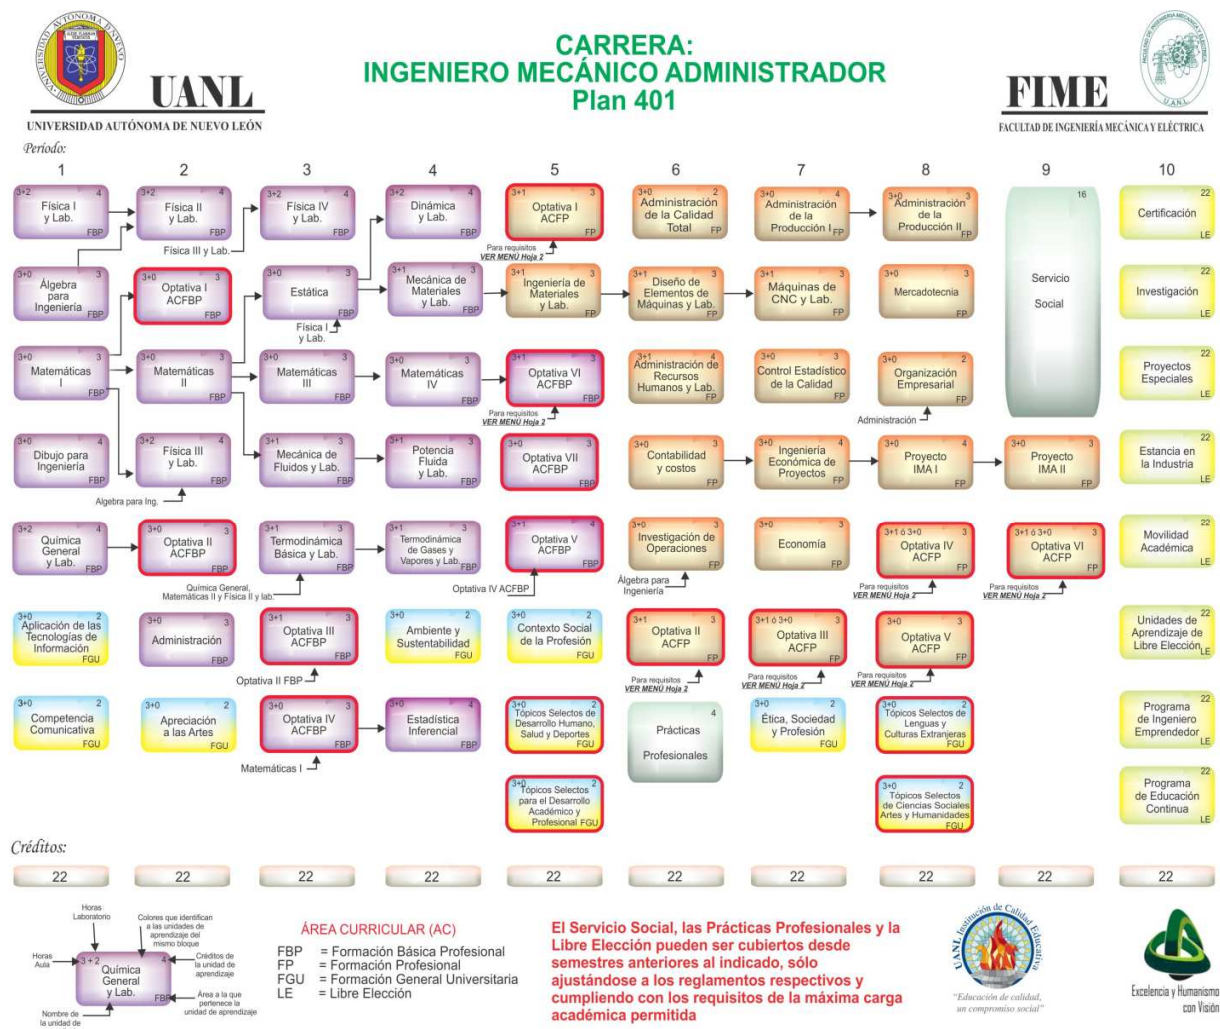 CARRERA:
INGENIERO MECÁNICO ADMINISTRADOR
Plan 401
UANL
UNIVERSIDAD AUTÓNOMA DE NUEVO LEÓN
FIME
FACULTAD DE INGENIERÍA MECÁNICA Y ELÉCTRICA
Período:
1 2 3 4 5 6 7 8 9 10
3+2 4
Física I
y Lab.
FBP
3+2 4
Física II
y Lab.
FBP
Física III y Lab.
3+2 4
Física IV
y Lab.
FBP
3+2 4
Dinámica
y Lab.
FBP
3+1 3
Optativa I
ACFP
FP
Para requisitos
VER MENÚ Hoja 2
3+0 2
Administración
de la Calidad
Total
FP
3+0 4
Administración
de la
Producción I
FP
3+0 3
Administración
de la
Producción II
FP
16
Servicio
Social
22
Certificación
LE
3+0 3
Álgebra
para
Ingeniería
FBP
3+0 3
Optativa I
ACFBP
FBP
3+0 3
Estática
FBP
Física I
y Lab.
3+1 3
Mecánica de
Materiales
y Lab.
FBP
3+1 3
Ingeniería de
Materiales
y Lab.
FP
3+1 3
Diseño de
Elementos de
Máquinas y Lab.
FP
3+1 3
Máquinas de
CNC y Lab.
FP
3+0 3
Mercadotecnia
FP
22
Investigación
LE
3+0 3
Matemáticas
I
FBP
3+0 3
Matemáticas
II
FBP
3+0 3
Matemáticas
III
FBP
3+0 3
Matemáticas
IV
FBP
3+1 3
Optativa VI
ACFBP
FBP
Para requisitos
VER MENÚ Hoja 2
3+1 4
Administración de
Recursos
Humanos y Lab.
FP
3+0 3
Control Estadístico
de la Calidad
FP
3+0 2
Organización
Empresarial
FP
Administración
22
Proyectos
Especiales
LE
3+0 4
Dibujo para
Ingeniería
FBP
3+2 4
Física III
y Lab.
FBP
Algebra para Ing.
3+1 3
Mecánica de
Fluidos y Lab.
FBP
3+1 3
Potencia
Fluida
y Lab.
FBP
3+0 3
Optativa VII
ACFBP
FBP
3+0 3
Contabilidad
y costos
FP
3+0 4
Ingeniería
Económica de
Proyectos
FP
3+0 4
Proyecto
IMA I
FP
3+0 3
Proyecto
IMA II
FP
22
Estancia en
la Industria
LE
3+2 4
Química
General
y Lab.
FBP
3+0 3
Optativa II
ACFBP
FBP
3+1 3
Termodinámica
Básica y Lab.
FBP
Química General,
Matemáticas II y Física II y lab.
3+1 3
Termodinámica
de Gases y
Vapores y Lab.
FBP
3+1 4
Optativa V
ACFBP
FBP
Optativa IV ACFBP
3+0 3
Investigación de
Operaciones
FP
Álgebra para
Ingeniería
3+0 3
Economía
FP
3+1 ó 3+0 3
Optativa IV
ACFP
FP
Para requisitos
VER MENÚ Hoja 2
3+1 ó 3+0 3
Optativa VI
ACFP
FP
Para requisitos
VER MENÚ Hoja 2
22
Movilidad
Académica
LE
3+0 2
Aplicación de las
Tecnologías de
Información
FGU
3+0 3
Administración
FBP
3+1 3
Optativa III
ACFBP
FBP
Optativa II FBP
3+0 2
Ambiente y
Sustentabilidad
FGU
3+0 2
Contexto Social
de la Profesión
FGU
3+1 3
Optativa II
ACFP
FP
Para requisitos
VER MENÚ Hoja 2
3+1 ó 3+0 3
Optativa III
ACFP
FP
Para requisitos
VER MENÚ Hoja 2
3+0 3
Optativa V
ACFP
FP
Para requisitos
VER MENÚ Hoja 2
22
Unidades de
Aprendizaje de
Libre Elección
LE
3+0 2
Competencia
Comunicativa
FGU
3+0 2
Apreciación
a las Artes
FGU
3+0 3
Optativa IV
ACFBP
FBP
Matemáticas I
3+0 4
Estadística
Inferencial
FBP
3+0 2
Tópicos Selectos de
Desarrollo Humano,
Salud y Deportes
FGU
4
Prácticas
Profesionales
3+0 2
Ética, Sociedad
y Profesión
FGU
3+0 2
Tópicos Selectos de
Lenguas y
Culturas Extranjeras
FGU
22
Programa
de Ingeniero
Emprendedor
LE
3+0 2
Tópicos Selectos
para el Desarrollo
Académico y
Profesional FGU
3+0 2
Tópicos Selectos
de Ciencias Sociales
Artes y Humanidades
FGU
22
Programa
de Educación
Continua
LE
Créditos:
22 22 22 22 22 22 22 22 22 22
Horas
Laboratorio
Colores que identifican
a las unidades de
aprendizaje del
mismo bloque
Horas
Aula
3 + 2 4
Química
General
y Lab.
FBP
Créditos de
la unidad de
aprendizaje
Área a la que
pertenece la
unidad de aprendizaje
Nombre de
la unidad de
ÁREA CURRICULAR (AC)
FBP = Formación Básica Profesional
FP = Formación Profesional
FGU = Formación General Universitaria
LE = Libre Elección
El Servicio Social, las Prácticas Profesionales y la
Libre Elección pueden ser cubiertos desde
semestres anteriores al indicado, sólo
ajustándose a los reglamentos respectivos y
cumpliendo con los requisitos de la máxima carga
académica permitida
UANL Institución de Calidad Educativa
"Educación de calidad,
un compromiso social"
Excelencia y Humanismo
con Visión